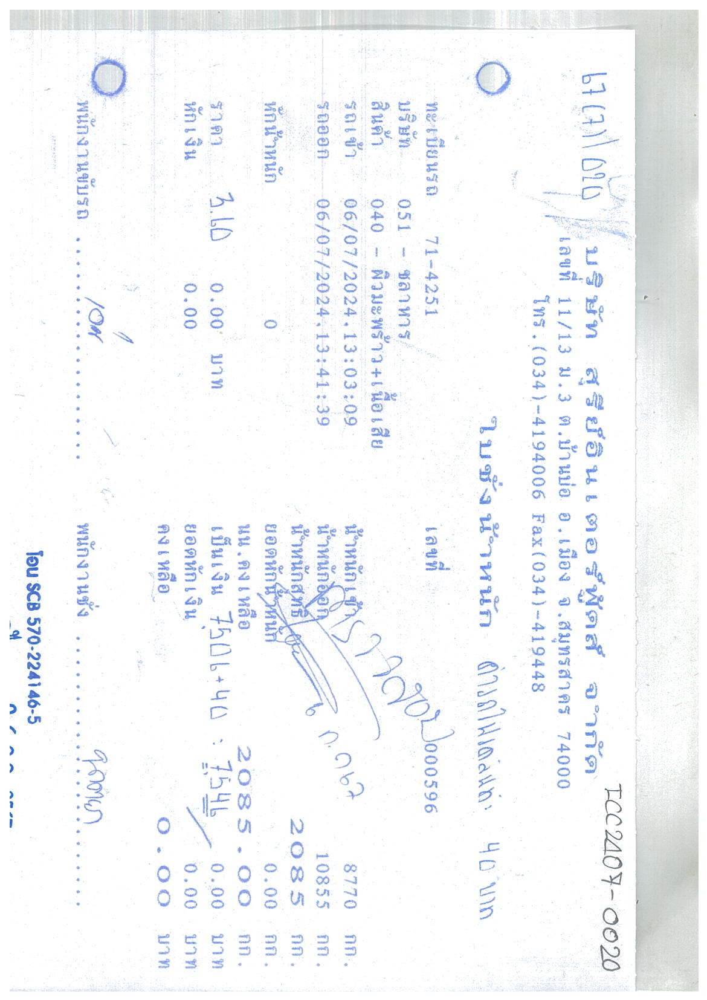 TCC2407-0020
บริษัท สุรีย์อินเตอร์ฟู้ดส์ จำกัด
เลขที่ 11/13 ม.3 ต.บ้านบ่อ อ.เมือง จ.สมุทรสาคร 74000
โทร.(034)-4194006 Fax(034)-419448
ใบชั่งน้ำหนัก 40 บาท
ทะเบียนรถ 71-4251 เลขที่ 000596
บริษัท 051 - ชลาหาร
สินค้า 040 - ผิวมะพร้าว+เนื้อเสีย
รถเข้า 06/07/2024.13:03:09 น้ำหนักเข้า 8770 กก.
รถออก 06/07/2024.13:41:39 น้ำหนักออก 10855 กก.
น้ำหนักสุทธิ 2085 กก.
หักน้ำหนัก 0 ยอดหักน้ำหนัก 0.00 กก.
นน.คงเหลือ 2085.00 กก.
ราคา 3.60 0.00 บาท เป็นเงิน 7,506+40 : 7,546 0.00 บาท
หักเงิน 0.00 ยอดหักเงิน 0.00 บาท
คงเหลือ 0.00 บาท
พนักงานขับรถ ........................ พนักงานชั่ง ..............................
โอน SCB 570-224146-5